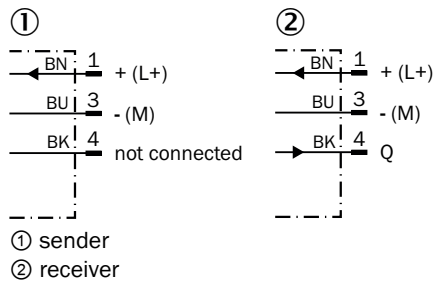 ① ②
BN 1 + (L+) BN 1 + (L+)
BU 3 - (M) BU 3 - (M)
BK 4 not connected BK 4 Q
① sender
② receiver